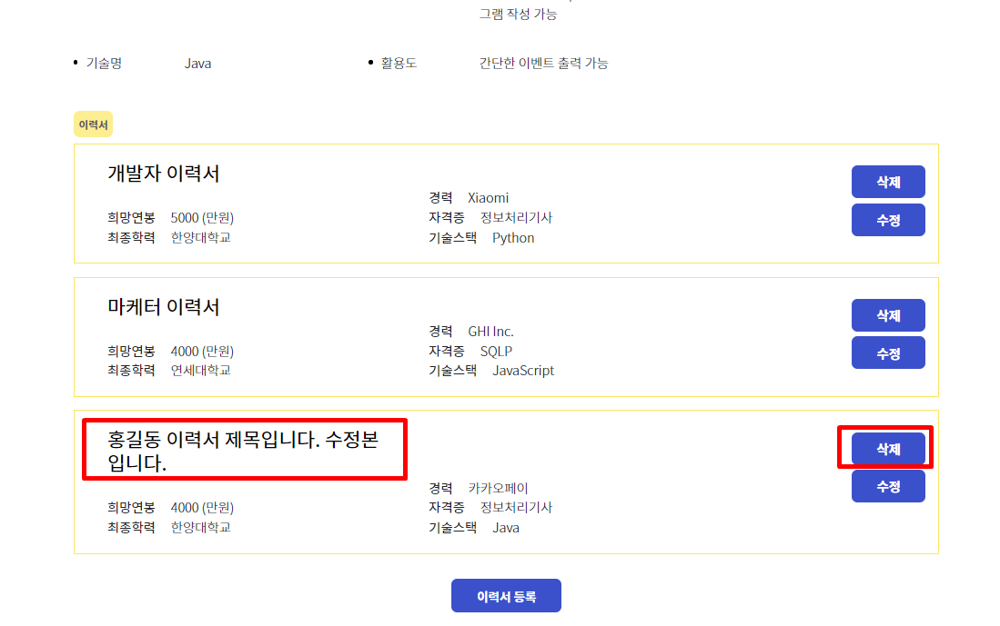 그램 작성 가능
기술명 Java 활용도 간단한 이벤트 출력 가능
이력서
개발자 이력서
삭제
경력 Xiaomi
희망연봉 5000 (만원) 자격증 정보처리기사
수정
최종학력 한양대학교 기술스택 Python
마케터 이력서
삭제
경력 GHI Inc.
희망연봉 4000 (만원) 자격증 SQLP
수정
최종학력 연세대학교 기술스택 JavaScript
홍길동 이력서 제목입니다. 수정본
입니다.
삭제
경력 카카오페이
수정
희망연봉 4000 (만원) 자격증 정보처리기사
최종학력 한양대학교 기술스택 Java
이력서 등록